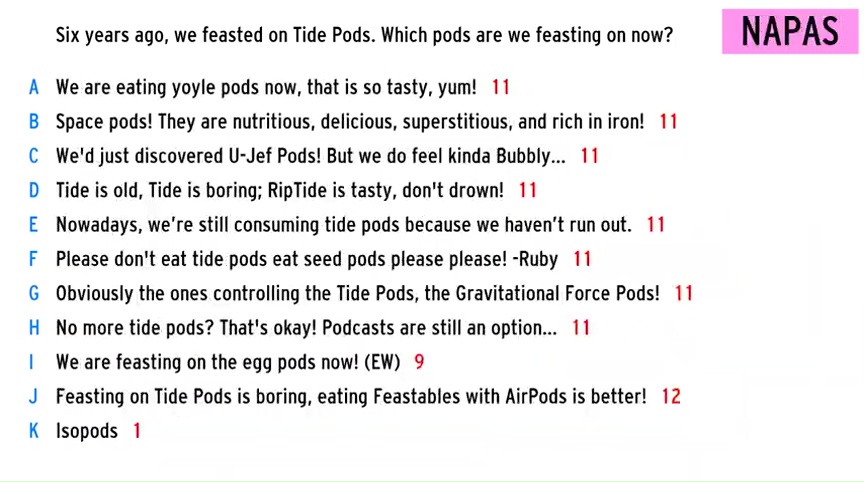 Six years ago, we feasted on Tide Pods. Which pods are we feasting on now?
NAPAS
A We are eating yoyle pods now, that is so tasty, yum! 11
B Space pods! They are nutritious, delicious, superstitious, and rich in iron! 11
C We'd just discovered U-Jef Pods! But we do feel kinda Bubbly... 11
D Tide is old, Tide is boring; RipTide is tasty, don't drown! 11
E Nowadays, we’re still consuming tide pods because we haven’t run out. 11
F Please don't eat tide pods eat seed pods please please! -Ruby 11
G Obviously the ones controlling the Tide Pods, the Gravitational Force Pods! 11
H No more tide pods? That's okay! Podcasts are still an option... 11
I We are feasting on the egg pods now! (EW) 9
J Feasting on Tide Pods is boring, eating Feastables with AirPods is better! 12
K Isopods 1